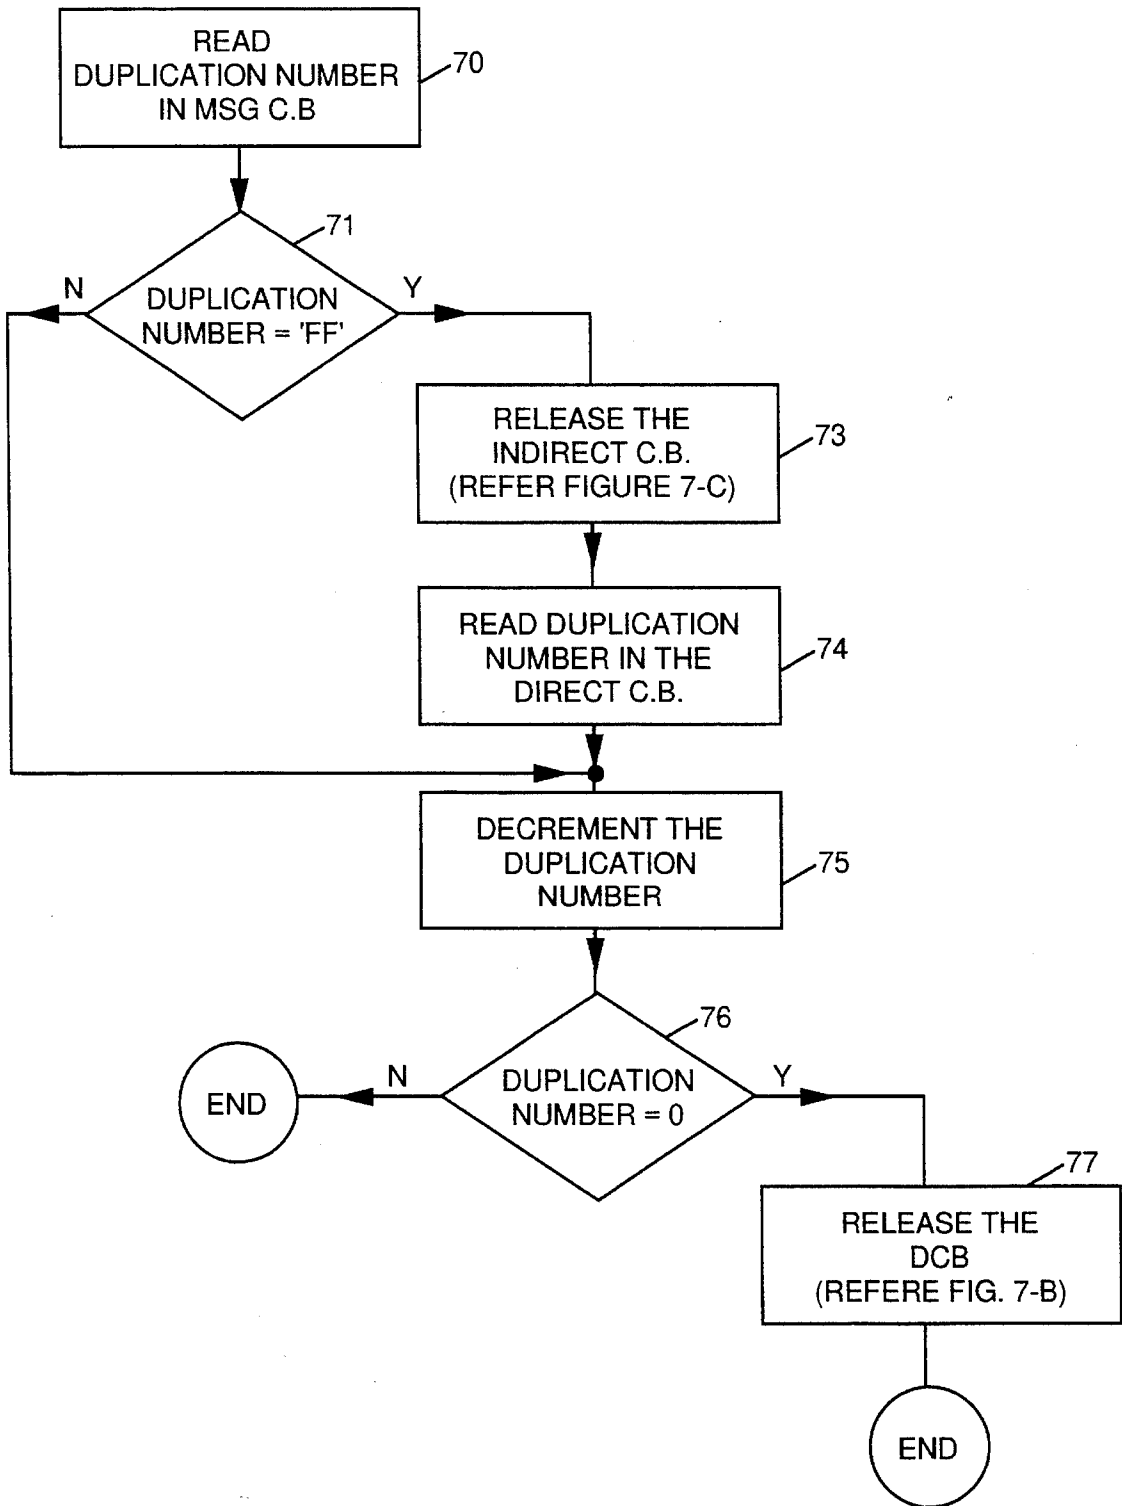 READ
DUPLICATION NUMBER
IN MSG C.B
70
71
N
Y
DUPLICATION
NUMBER = 'FF'
RELEASE THE
INDIRECT C.B.
(REFER FIGURE 7-C)
73
READ DUPLICATION
NUMBER IN THE
DIRECT C.B.
74
DECREMENT THE
DUPLICATION
NUMBER
75
76
N
Y
DUPLICATION
NUMBER = 0
END
77
RELEASE THE
DCB
(REFERE FIG. 7-B)
END